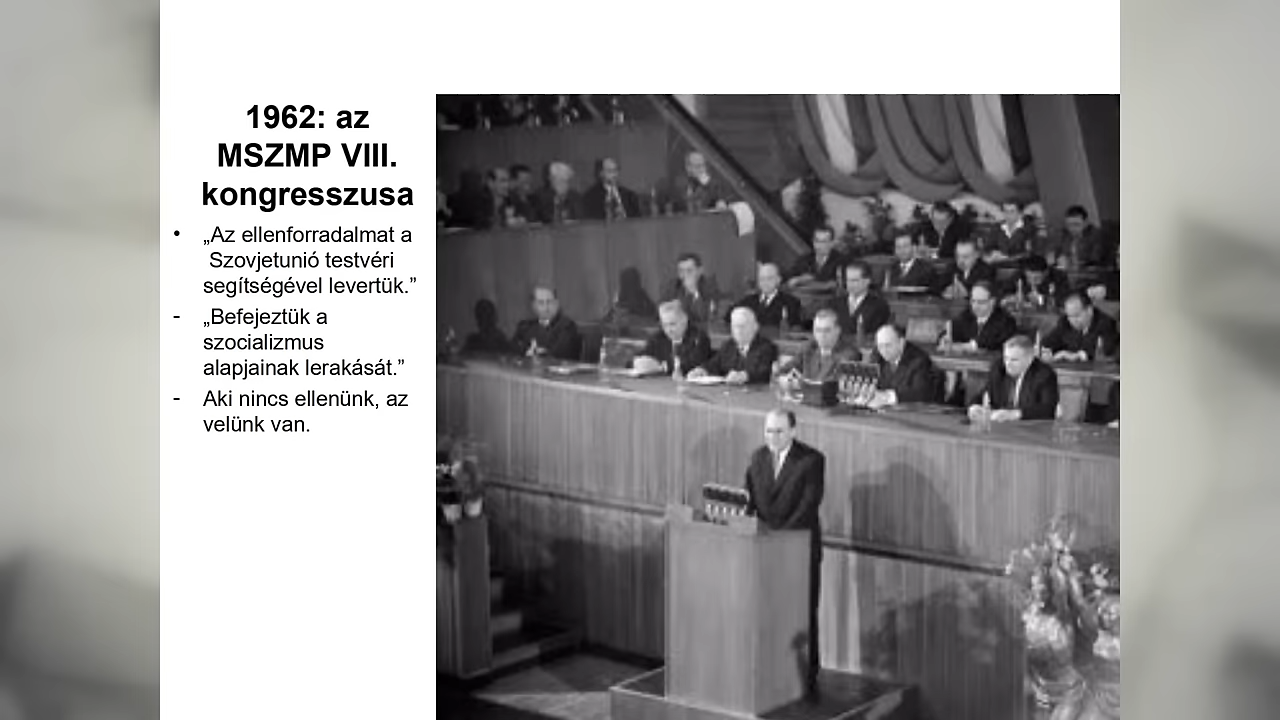 1962: az
MSZMP VIII.
kongresszusa
• „Az ellenforradalmat a
Szovjetunió testvéri
segítségével levertük.”
- „Befejeztük a
szocializmus
alapjainak lerakását.”
- Aki nincs ellenünk, az
velünk van.